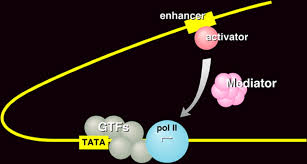 enhancer
activator
Mediator
GTFs
pol II
TATA